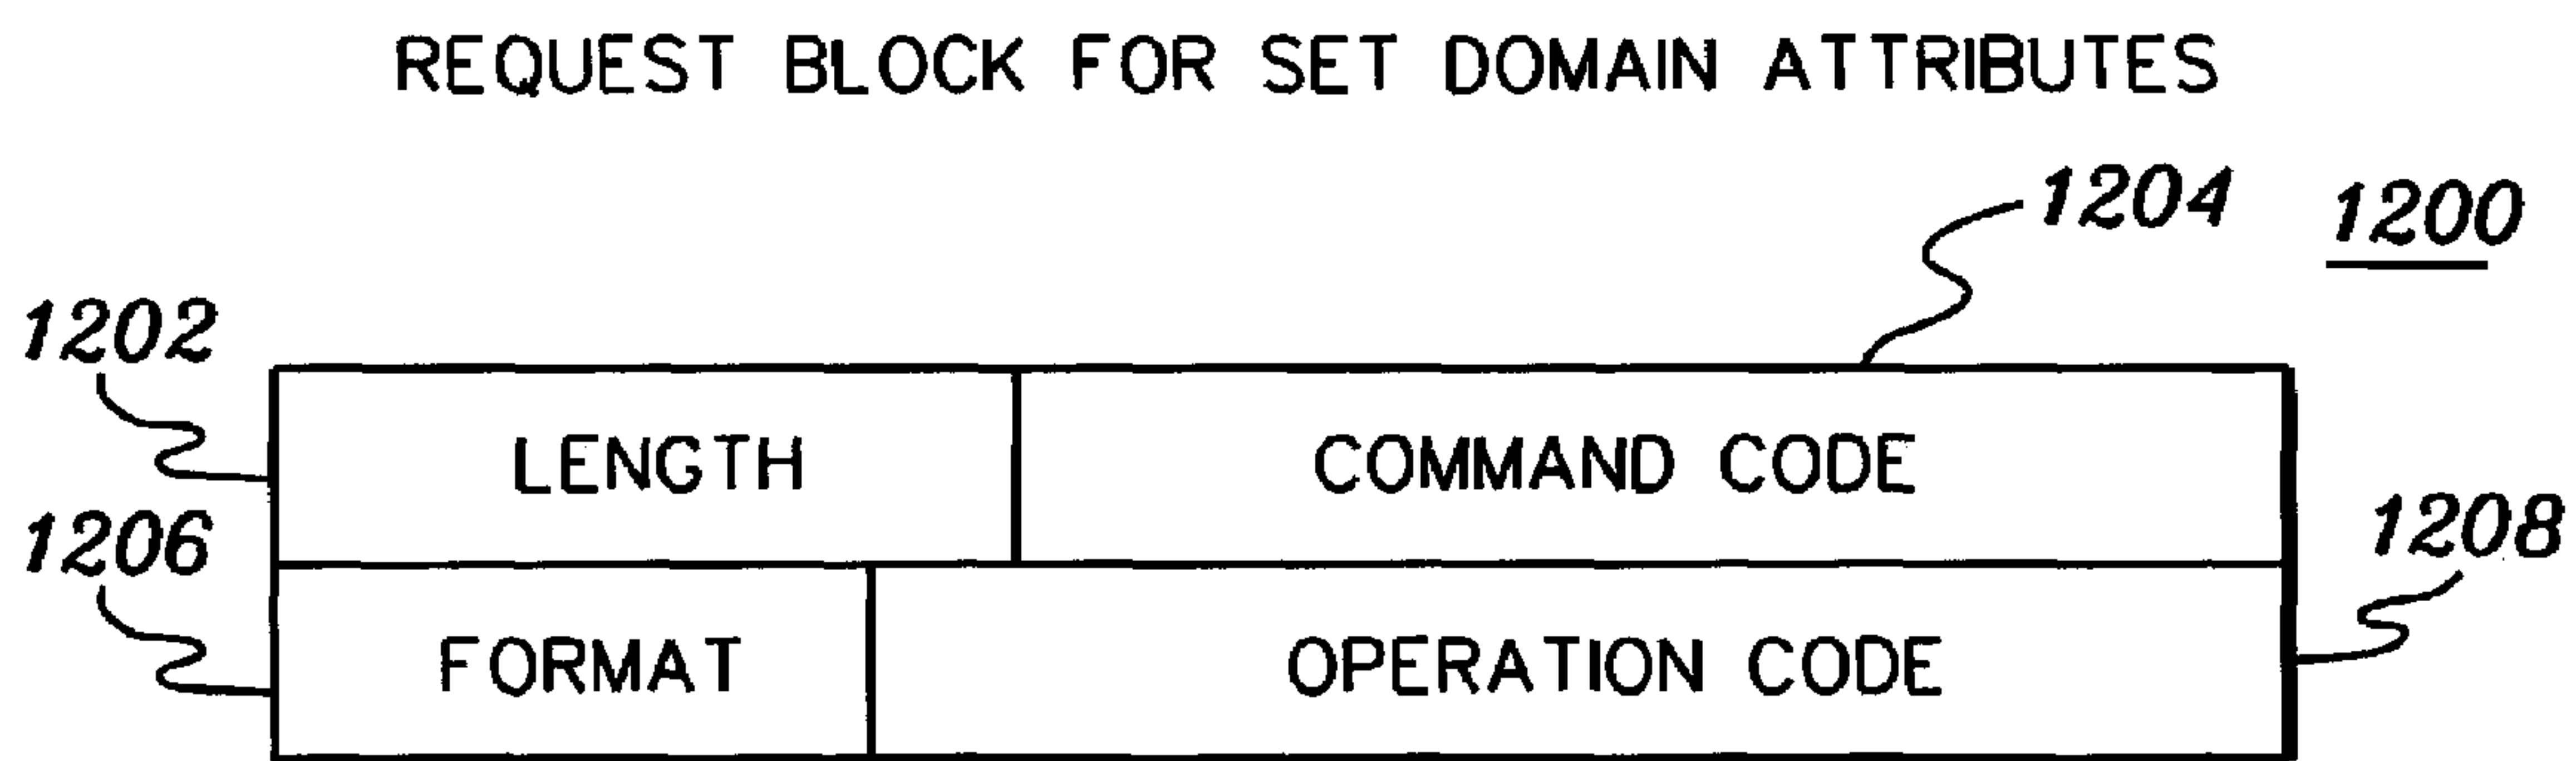 REQUEST BLOCK FOR SET DOMAIN ATTRIBUTES
1204 1200
1202
LENGTH COMMAND CODE
1206 1208
FORMAT OPERATION CODE